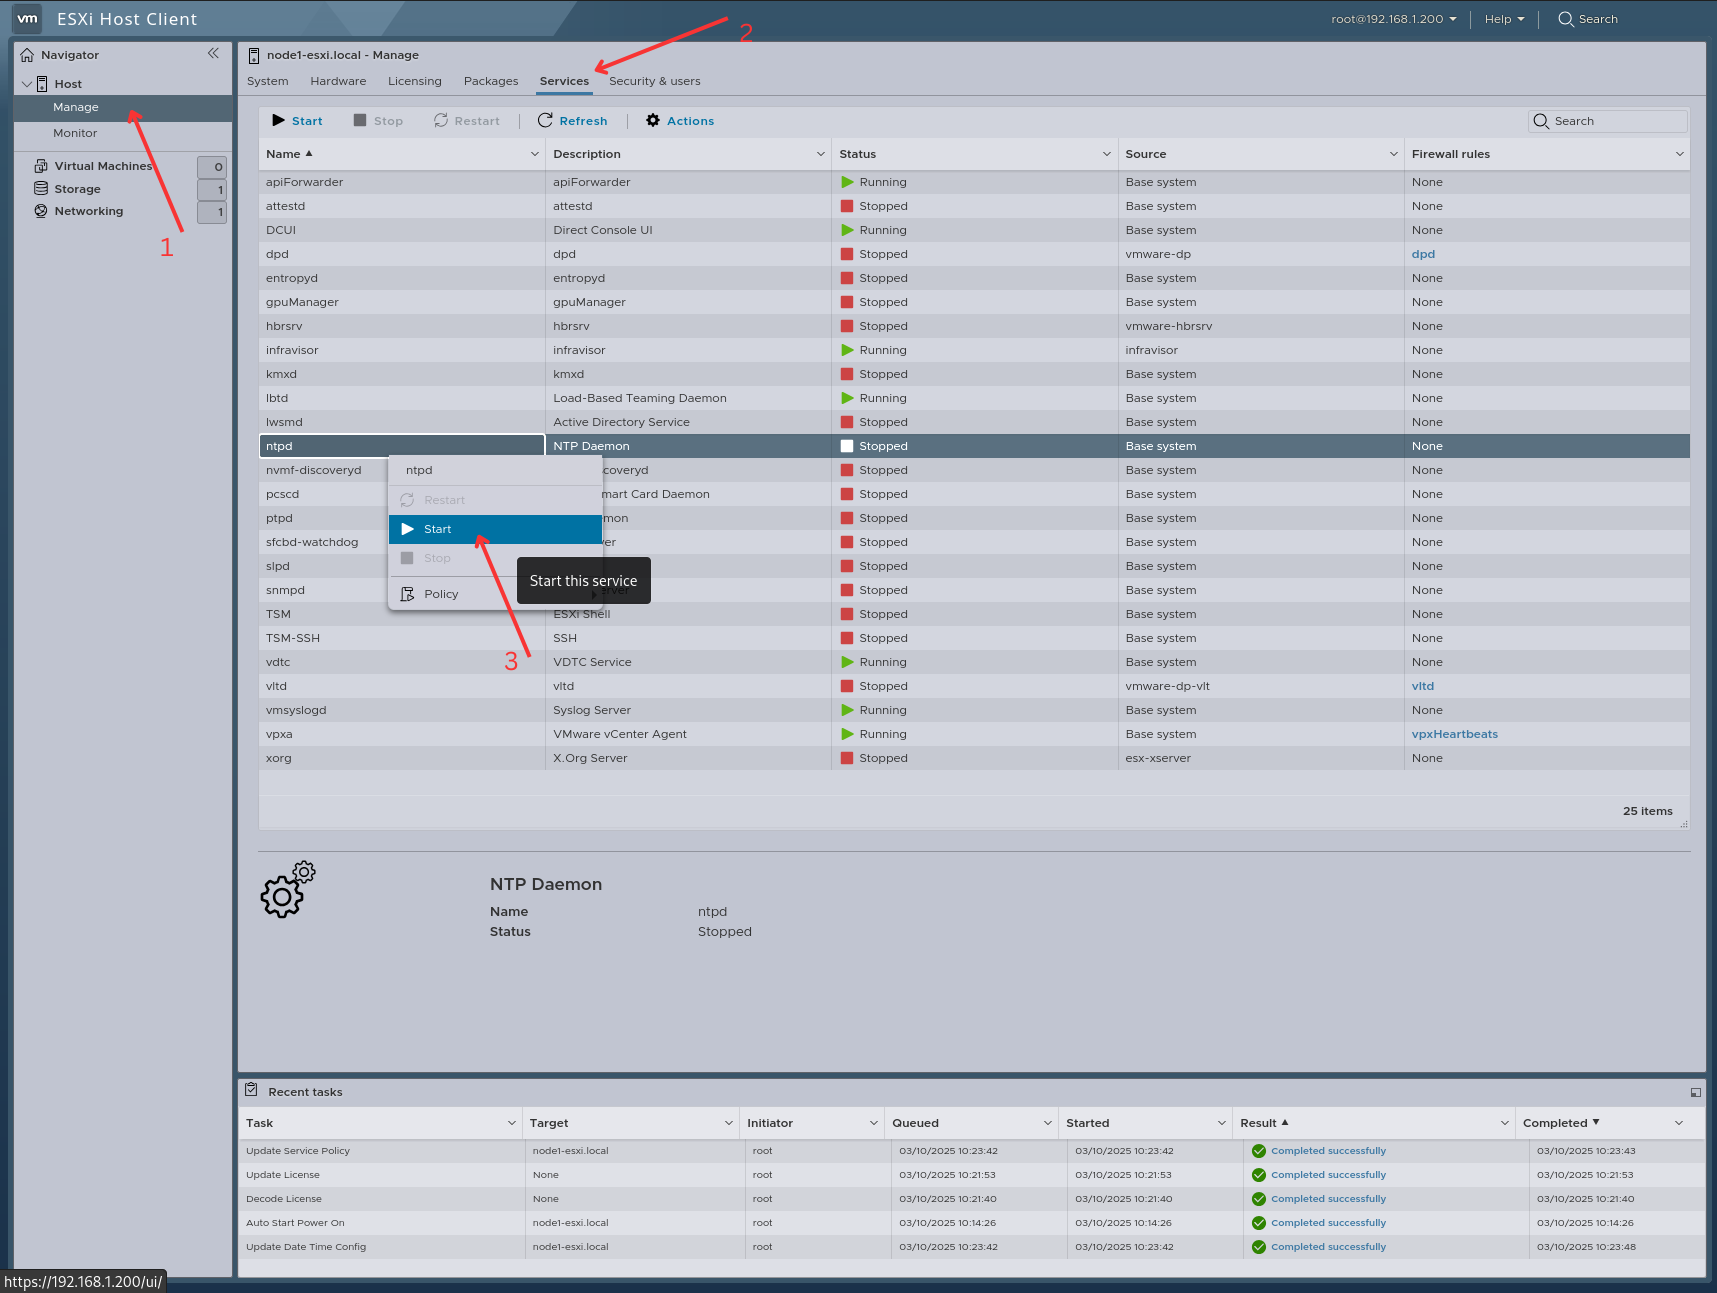 vm ESXi Host Client root@192.168.1.200 Help Search
2
Navigator
Host
Manage
Monitor
Virtual Machines 0
Storage 1
Networking 1
1
node1-esxi.local - Manage
System Hardware Licensing Packages Services Security & users
Start Stop Restart Refresh Actions Search
Name Description Status Source Firewall rules
apiForwarder apiForwarder Running Base system None
attestd attestd Stopped Base system None
DCUI Direct Console UI Running Base system None
dpd dpd Stopped vmware-dp dpd
entropyd entropyd Stopped Base system None
gpuManager gpuManager Stopped Base system None
hbrsrv hbrsrv Stopped vmware-hbrsrv None
infravisor infravisor Running infravisor None
kmxd kmxd Stopped Base system None
lbtd Load-Based Teaming Daemon Running Base system None
lwsmd Active Directory Service Stopped Base system None
ntpd NTP Daemon Stopped Base system None
nvmf-discoveryd coveryd Stopped Base system None
pcscd mart Card Daemon Stopped Base system None
ptpd mon Stopped Base system None
sfcbd-watchdog ver Stopped Base system None
slpd Stopped Base system None
snmpd erver Stopped Base system None
TSM ESXi Shell Stopped Base system None
TSM-SSH SSH Stopped Base system None
vdtc VDTC Service Running Base system None
vltd vltd Stopped vmware-dp-vlt vltd
vmsyslogd Syslog Server Running Base system None
vpxa VMware vCenter Agent Running Base system vpxHeartbeats
xorg X.Org Server Stopped esx-xserver None
25 items
ntpd
Restart
Start
Stop
Policy
Start this service
3
NTP Daemon
Name ntpd
Status Stopped
Recent tasks
Task Target Initiator Queued Started Result Completed
Update Service Policy node1-esxi.local root 03/10/2025 10:23:42 03/10/2025 10:23:42 Completed successfully 03/10/2025 10:23:43
Update License None root 03/10/2025 10:21:53 03/10/2025 10:21:53 Completed successfully 03/10/2025 10:21:53
Decode License None root 03/10/2025 10:21:40 03/10/2025 10:21:40 Completed successfully 03/10/2025 10:21:40
Auto Start Power On node1-esxi.local root 03/10/2025 10:14:26 03/10/2025 10:14:26 Completed successfully 03/10/2025 10:14:26
Update Date Time Config node1-esxi.local root 03/10/2025 10:23:42 03/10/2025 10:23:42 Completed successfully 03/10/2025 10:23:48
https://192.168.1.200/ui/